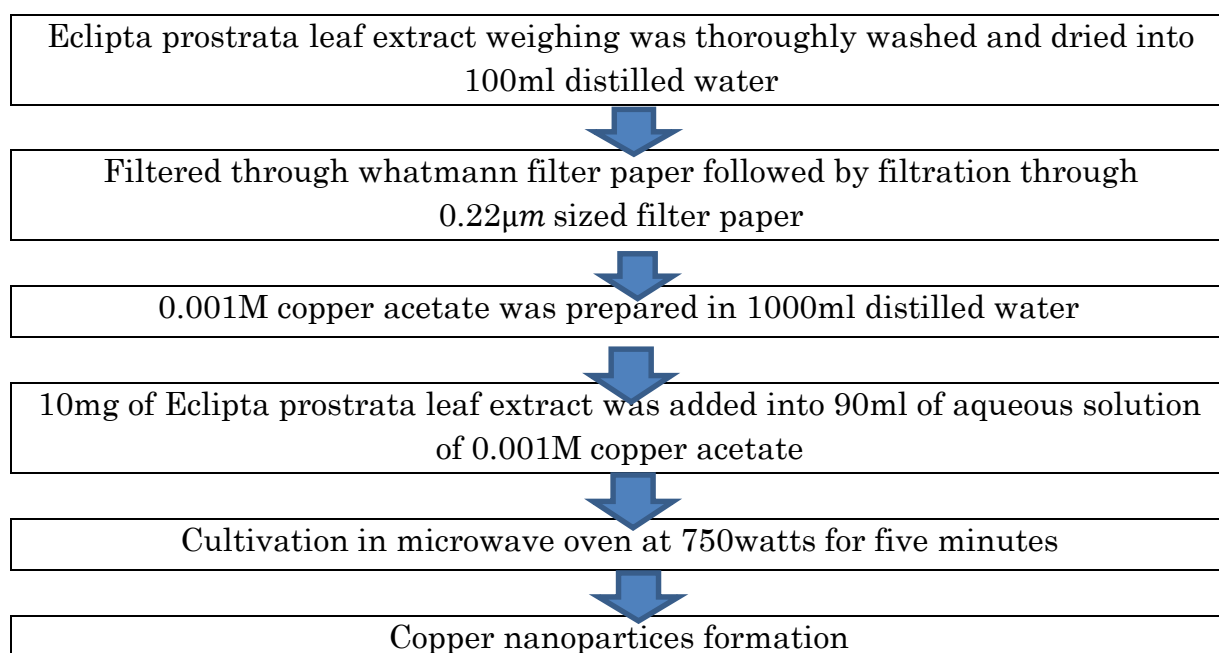 Eclipta prostrata leaf extract weighing was thoroughly washed and dried into
100ml distilled water
Filtered through whatmann filter paper followed by filtration through
0.22μm sized filter paper
0.001M copper acetate was prepared in 1000ml distilled water
10mg of Eclipta prostrata leaf extract was added into 90ml of aqueous solution
of 0.001M copper acetate
Cultivation in microwave oven at 750watts for five minutes
Copper nanopartices formation